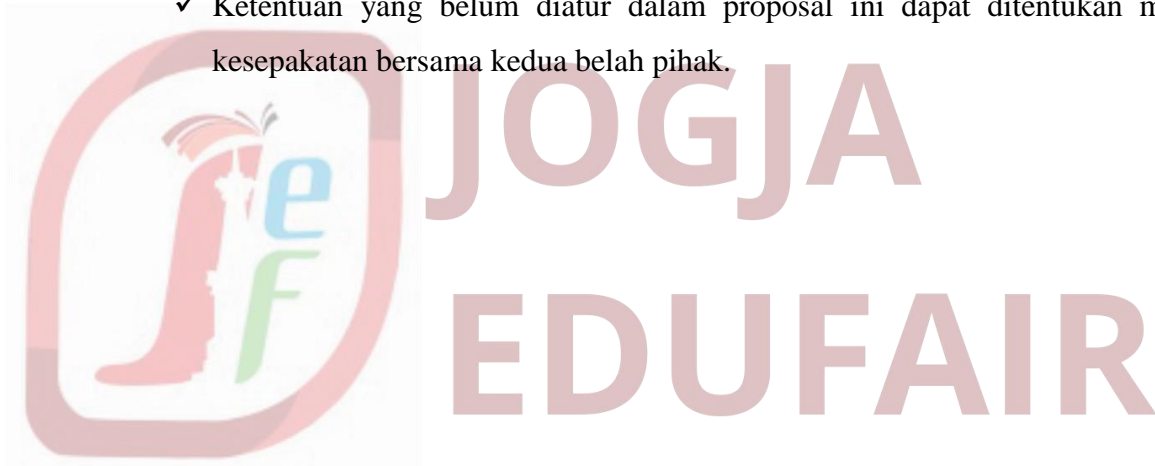 ✓ Ketentuan yang belum diatur dalam proposal ini dapat ditentukan
kesepakatan bersama kedua belah pihak.
JOGJA
EDUFAIR
J e F